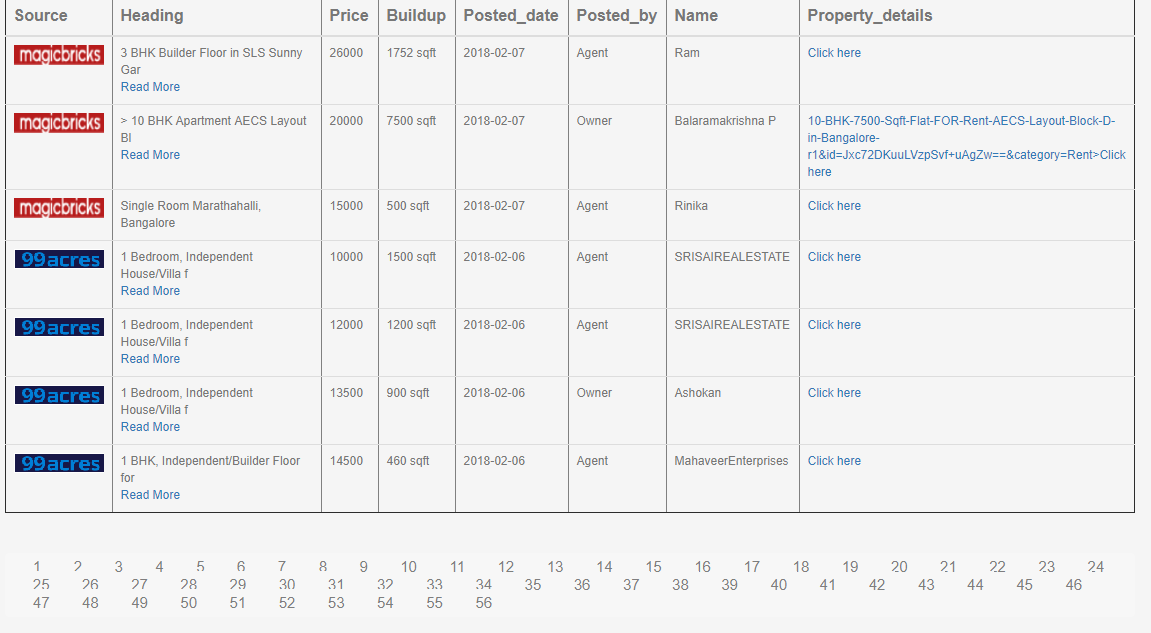 Source Heading Price Buildup Posted_date Posted_by Name Property_details
magicbricks 3 BHK Builder Floor in SLS Sunny 26000 1752 sqft 2018-02-07 Agent Ram Click here
Gar
Read More
magicbricks > 10 BHK Apartment AECS Layout 20000 7500 sqft 2018-02-07 Owner Balaramakrishna P 10-BHK-7500-Sqft-Flat-FOR-Rent-AECS-Layout-Block-D-
Bl in-Bangalore-
Read More r1&id=Jxc72DKuuLVzpSvf+uAgZw==&category=Rent>Click
here
magicbricks Single Room Marathahalli, 15000 500 sqft 2018-02-07 Agent Rinika Click here
Bangalore
99acres 1 Bedroom, Independent 10000 1500 sqft 2018-02-06 Agent SRISAIREALESTATE Click here
House/Villa f
Read More
99acres 1 Bedroom, Independent 12000 1200 sqft 2018-02-06 Agent SRISAIREALESTATE Click here
House/Villa f
Read More
99acres 1 Bedroom, Independent 13500 900 sqft 2018-02-06 Owner Ashokan Click here
House/Villa f
Read More
99acres 1 BHK, Independent/Builder Floor 14500 460 sqft 2018-02-06 Agent MahaveerEnterprises Click here
for
Read More
1 2 3 4 5 6 7 8 9 10 11 12 13 14 15 16 17 18 19 20 21 22 23 24
25 26 27 28 29 30 31 32 33 34 35 36 37 38 39 40 41 42 43 44 45 46
47 48 49 50 51 52 53 54 55 56